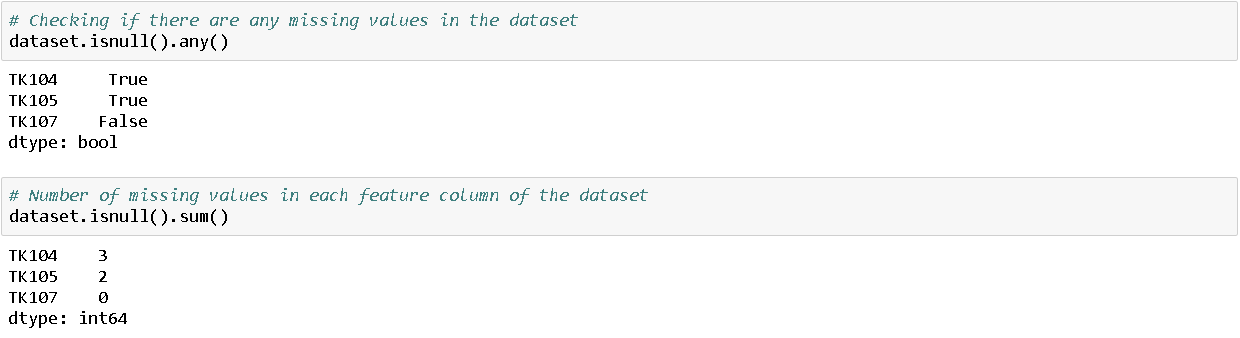 # Checking if there are any missing values in the dataset
dataset.isnull().any()
TK104     True
TK105     True
TK107    False
dtype: bool
# Number of missing values in each feature column of the dataset
dataset.isnull().sum()
TK104    3
TK105    2
TK107    0
dtype: int64